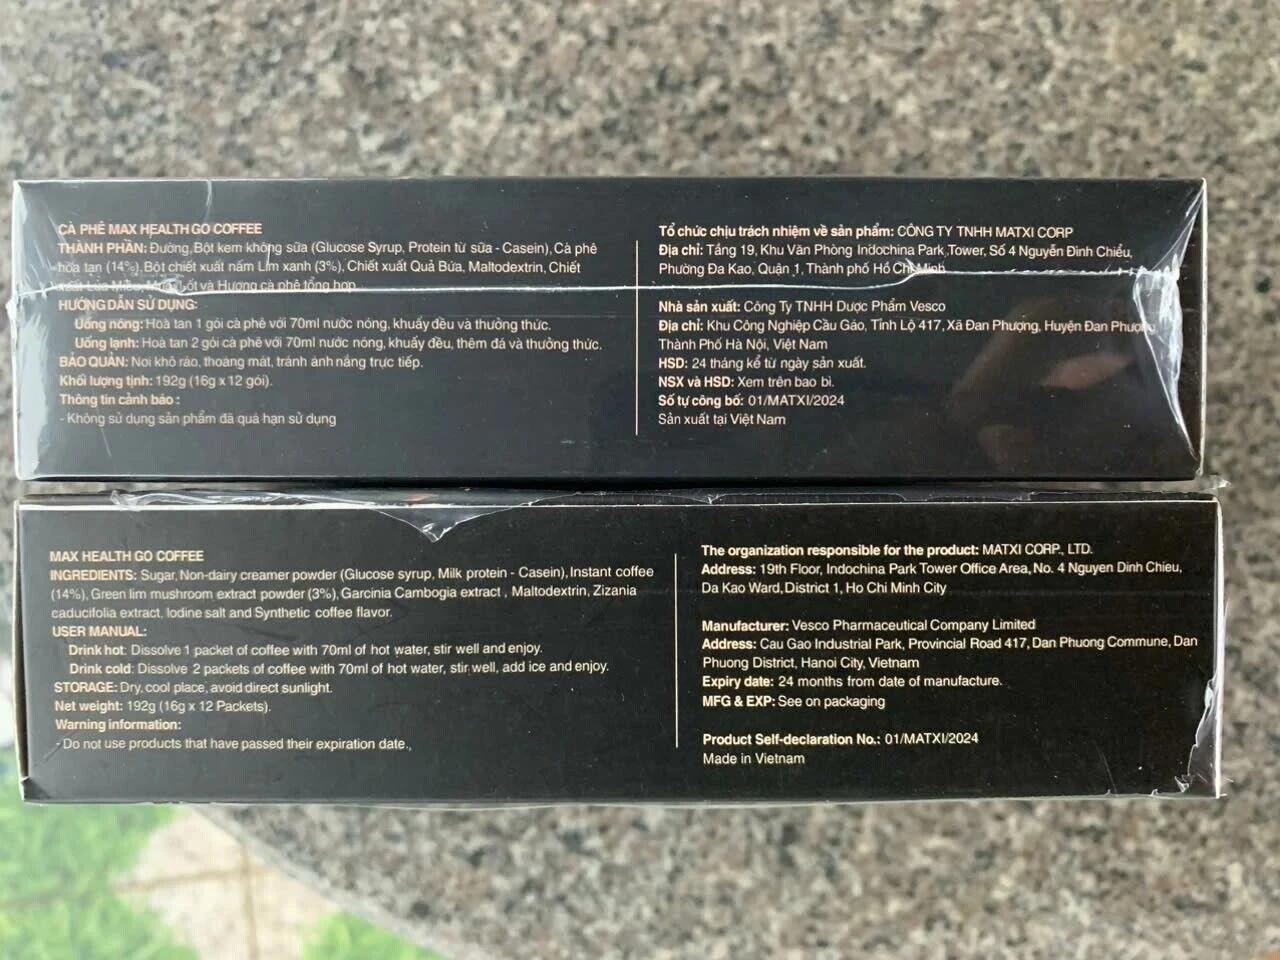 CÀ PHÊ MAX HEALTH GO COFFEE
THÀNH PHẦN: Đường, Bột kem không sữa (Glucose Syrup, Protein từ sữa - Casein), Cà phê
hòa tan (14%), Bột chiết xuất nấm Lim xanh (3%), Chiết xuất Quả Bứa, Maltodextrin, Chiết
xuất Lúa Miêu, Muối Iốt và Hương cà phê tổng hợp.
HƯỚNG DẪN SỬ DỤNG:
Uống nóng: Hoà tan 1 gói cà phê với 70ml nước nóng, khuấy đều và thưởng thức.
Uống lạnh: Hoà tan 2 gói cà phê với 70ml nước nóng, khuấy đều, thêm đá và thưởng thức.
BẢO QUẢN: Nơi khô ráo, thoáng mát, tránh ánh nắng trực tiếp.
Khối lượng tịnh: 192g (16g x 12 gói).
Thông tin cảnh báo :
- Không sử dụng sản phẩm đã quá hạn sử dụng
Tổ chức chịu trách nhiệm về sản phẩm: CÔNG TY TNHH MATXI CORP
Địa chỉ: Tầng 19, Khu Văn Phòng Indochina Park Tower, Số 4 Nguyễn Đình Chiểu,
Phường Đa Kao, Quận 1, Thành phố Hồ Chí Minh
Nhà sản xuất: Công Ty TNHH Dược Phẩm Vesco
Địa chỉ: Khu Công Nghiệp Cầu Gáo, Tỉnh Lộ 417, Xã Đan Phượng, Huyện Đan Phượng
Thành Phố Hà Nội, Việt Nam
HSD: 24 tháng kể từ ngày sản xuất.
NSX và HSD: Xem trên bao bì.
Số tự công bố: 01/MATXI/2024
Sản xuất tại Việt Nam
MAX HEALTH GO COFFEE
INGREDIENTS: Sugar, Non-dairy creamer powder (Glucose syrup, Milk protein - Casein), Instant coffee
(14%), Green lim mushroom extract powder (3%), Garcinia Cambogia extract , Maltodextrin, Zizania
caducifolia extract, Iodine salt and Synthetic coffee flavor.
USER MANUAL:
Drink hot: Dissolve 1 packet of coffee with 70ml of hot water, stir well and enjoy.
Drink cold: Dissolve 2 packets of coffee with 70ml of hot water, stir well, add ice and enjoy.
STORAGE: Dry, cool place, avoid direct sunlight.
Net weight: 192g (16g x 12 Packets).
Warning information:
- Do not use products that have passed their expiration date.,
The organization responsible for the product: MATXI CORP., LTD.
Address: 19th Floor, Indochina Park Tower Office Area, No. 4 Nguyen Dinh Chieu,
Da Kao Ward, District 1, Ho Chi Minh City
Manufacturer: Vesco Pharmaceutical Company Limited
Address: Cau Gao Industrial Park, Provincial Road 417, Dan Phuong Commune, Dan
Phuong District, Hanoi City, Vietnam
Expiry date: 24 months from date of manufacture.
MFG & EXP: See on packaging
Product Self-declaration No.: 01/MATXI/2024
Made in Vietnam